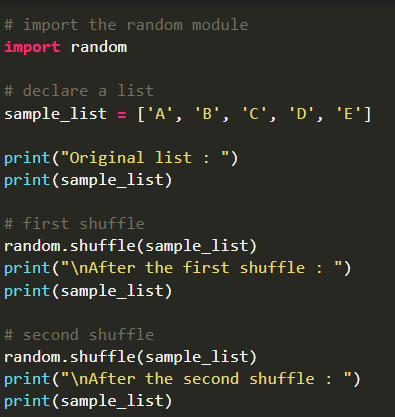 # import the random module
import random
# declare a list
sample_list = ['A', 'B', 'C', 'D', 'E']
print("Original list : ")
print(sample_list)
# first shuffle
random.shuffle(sample_list)
print("\nAfter the first shuffle : ")
print(sample_list)
# second shuffle
random.shuffle(sample_list)
print("\nAfter the second shuffle : ")
print(sample_list)